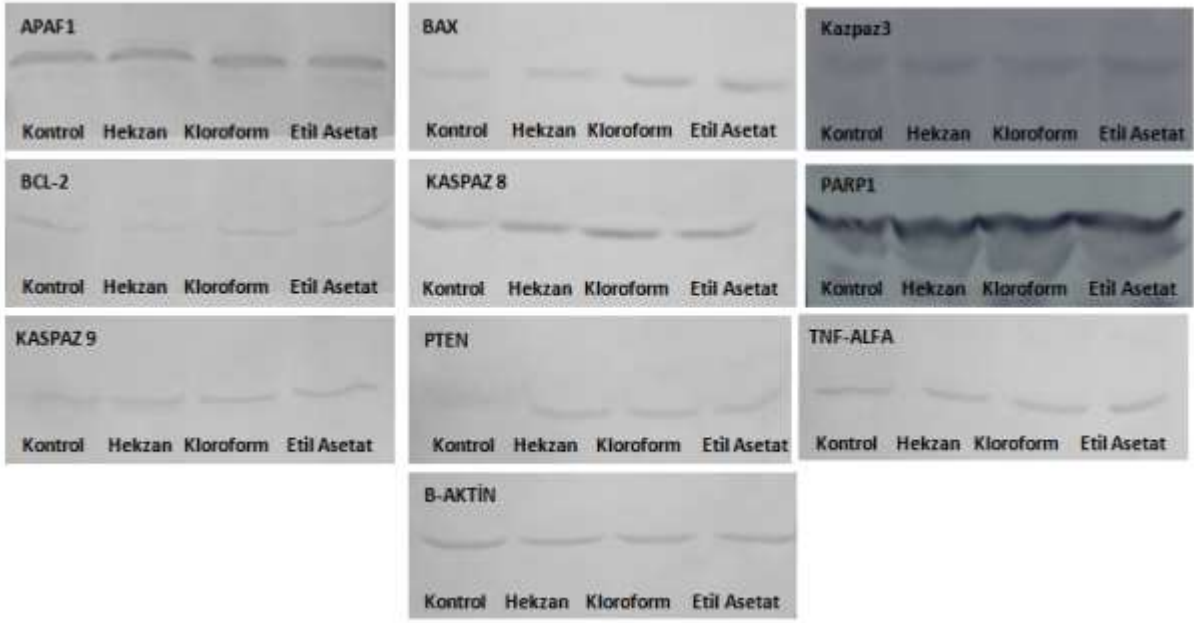 APAF1
Kontrol Hekzan Kloroform Etil Asetat
BAX
Kontrol Hekzan Kloroform Etil Asetat
Kazpaz3
Kontrol Hekzan Kloroform Etil Asetat
BCL-2
Kontrol Hekzan Kloroform Etil Asetat
KASPAZ 8
Kontrol Hekzan Kloroform Etil Asetat
PARP1
Kontrol Hekzan Kloroform Etil Asetat
KASPAZ 9
Kontrol Hekzan Kloroform Etil Asetat
PTEN
Kontrol Hekzan Kloroform Etil Asetat
TNF-ALFA
Kontrol Hekzan Kloroform Etil Asetat
B-AKTİN
Kontrol Hekzan Kloroform Etil Asetat